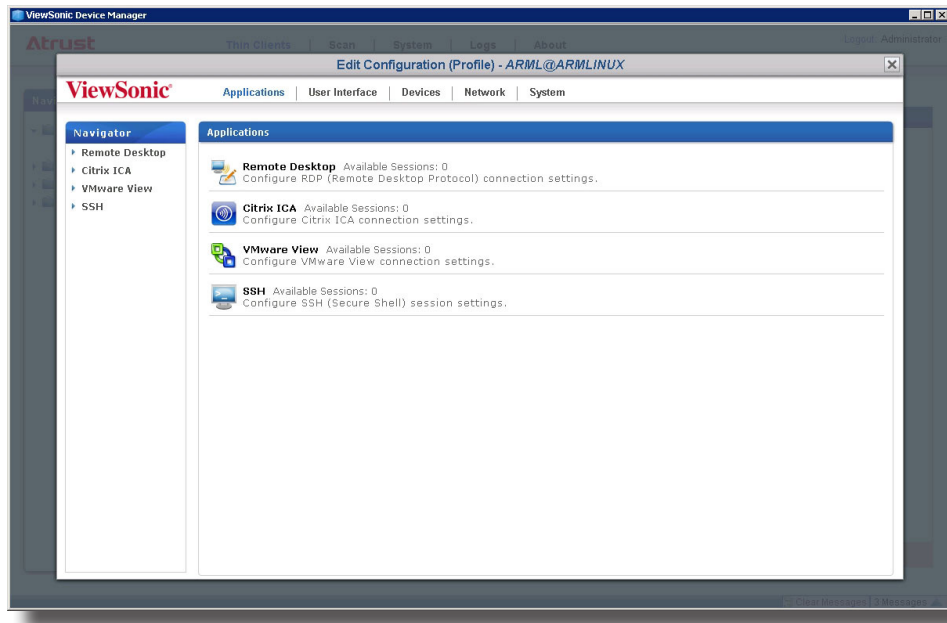 ViewSonic Device Manager
Atrust
Thin Clients | Scan | System | Logs | About
Logout Administrator
Edit Configuration (Profile) - ARML@ARMLINUX
ViewSonic®
Applications | User Interface | Devices | Network | System
Navigator
Remote Desktop
Citrix ICA
VMware View
SSH
Applications
Remote Desktop Available Sessions: 0
Configure RDP (Remote Desktop Protocol) connection settings.
Citrix ICA Available Sessions: 0
Configure Citrix ICA connection settings.
VMware View Available Sessions: 0
Configure VMware View connection settings.
SSH Available Sessions: 0
Configure SSH (Secure Shell) session settings.
Clear Messages | 3 Messages